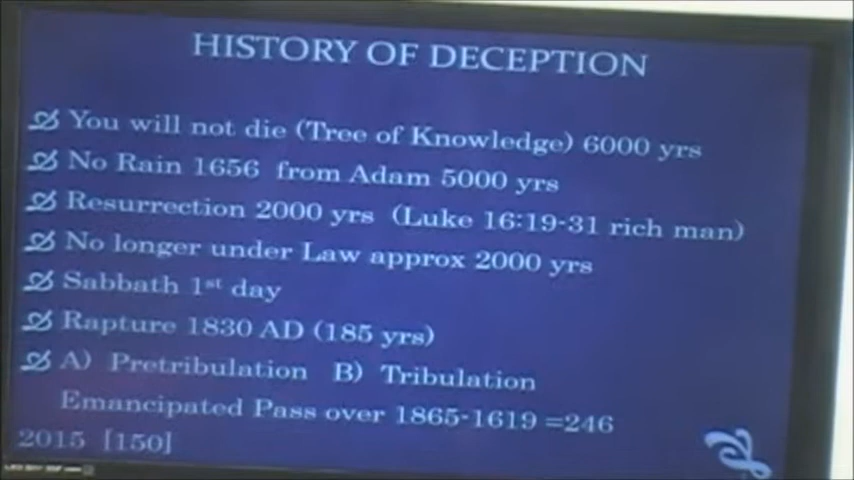 HISTORY OF DECEPTION
You will not die (Tree of Knowledge) 6000 yrs
No Rain 1656 from Adam 5000 yrs
Resurrection 2000 yrs (Luke 16:19-31 rich man)
No longer under Law approx 2000 yrs
Sabbath 1st day
Rapture 1830 AD (185 yrs)
A) Pretribulation B) Tribulation
Emancipated Pass over 1865-1619 =246
2015 [150]